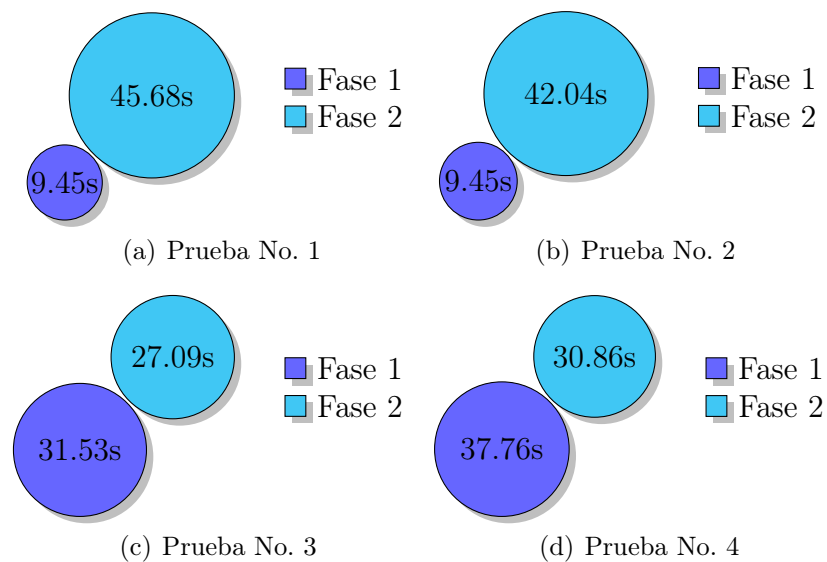 45.68s
9.45s
Fase 1
Fase 2
(a) Prueba No. 1
42.04s
9.45s
Fase 1
Fase 2
(b) Prueba No. 2
27.09s
31.53s
Fase 1
Fase 2
(c) Prueba No. 3
30.86s
37.76s
Fase 1
Fase 2
(d) Prueba No. 4